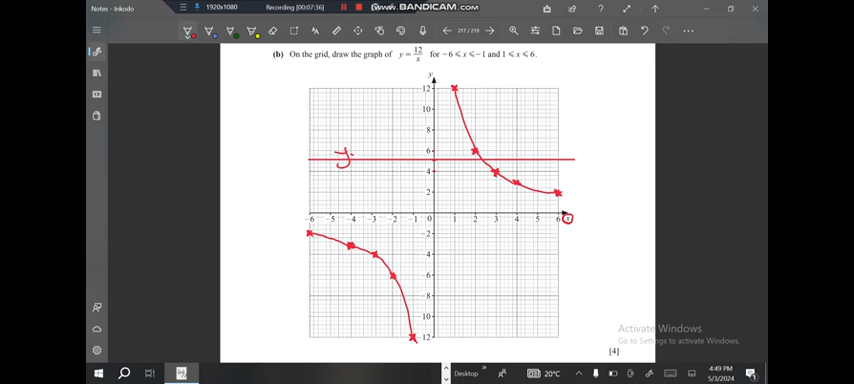 Notes - Inkodo
1920x1080
Recording [00:07:36]
www.BANDICAM.com
217 / 219
(b) On the grid, draw the graph of y = 12/x for −6 ⩽ x ⩽ −1 and 1 ⩽ x ⩽ 6.
y
12
10
8
6
y
4
2
−6 −5 −4 −3 −2 −1 0 1 2 3 4 5 6 x
−2
−4
−6
−8
−10
−12
[4]
Activate Windows
Go to Settings to activate Windows.
Desktop
20°C
4:49 PM
5/3/2024